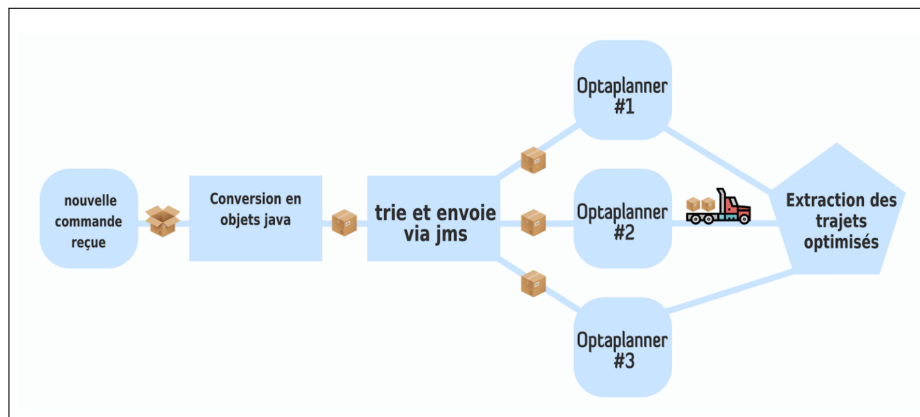 nouvelle
commande
reçue
Conversion en
objets java
trie et envoie
via jms
Optaplanner
#1
Optaplanner
#2
Optaplanner
#3
Extraction des
trajets
optimisés